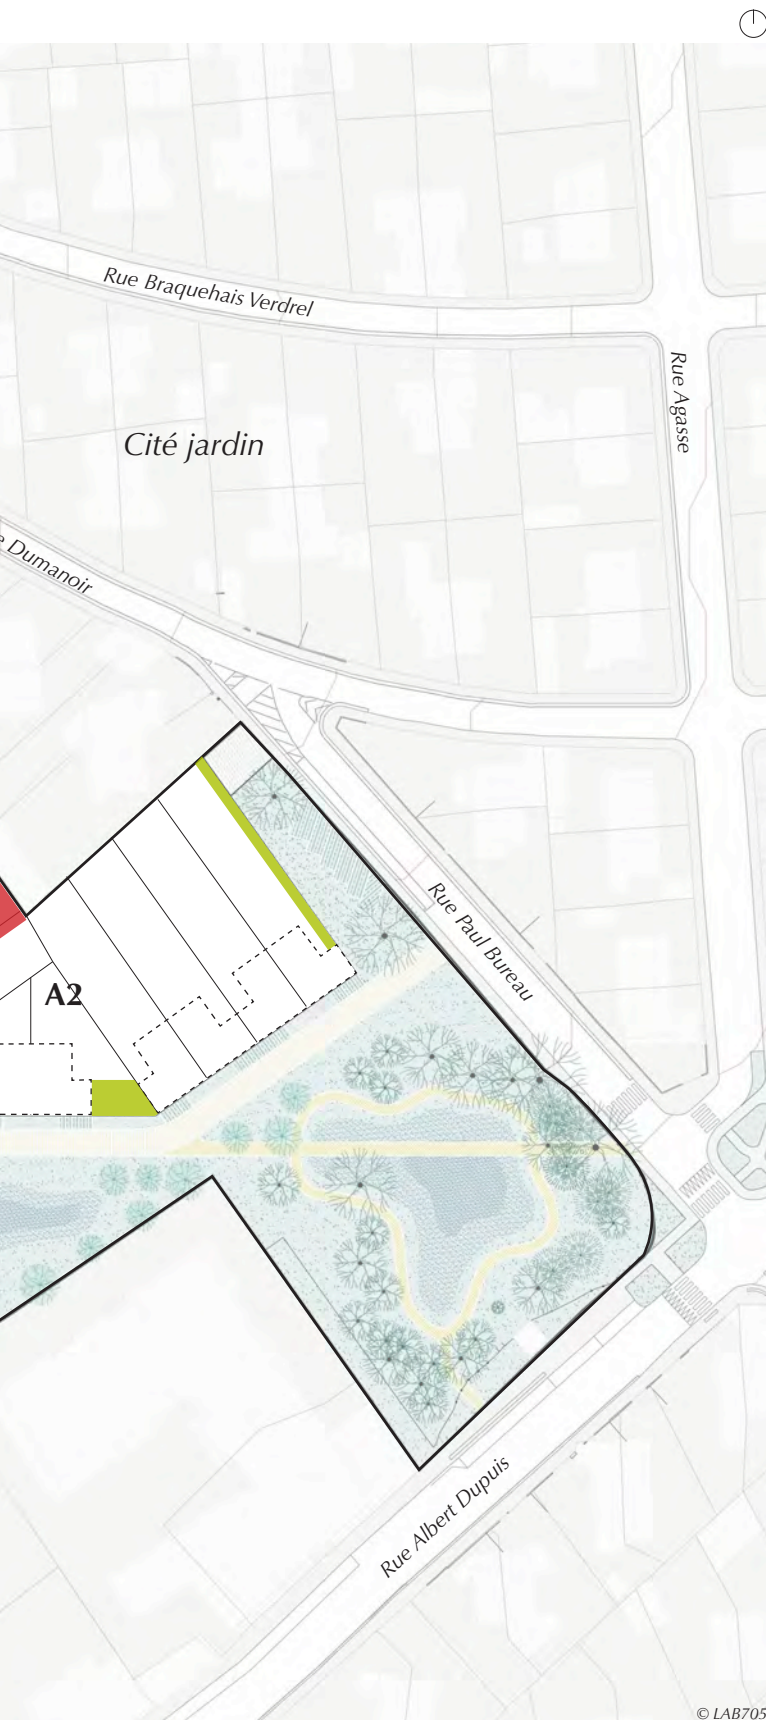 Rue Braquehais Verdrel
Rue Agasse
Cité jardin
Dumanoir
Rue Paul Bureau
A2
Rue Albert Dupuis
© LAB705